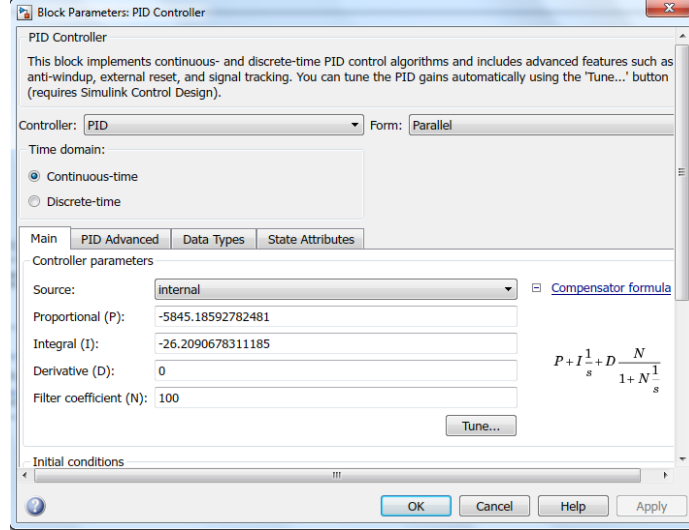 Block Parameters: PID Controller
PID Controller
This block implements continuous- and discrete-time PID control algorithms and includes advanced features such as
anti-windup, external reset, and signal tracking. You can tune the PID gains automatically using the 'Tune...' button
(requires Simulink Control Design).
Controller: PID Form: Parallel
Time domain:
Continuous-time
Discrete-time
Main PID Advanced Data Types State Attributes
Controller parameters
Source: internal Compensator formula
Proportional (P): -5845.18592782481
Integral (I): -26.2090678311185
Derivative (D): 0
Filter coefficient (N): 100
P + I 1/s + D N/(1 + N 1/s)
Tune...
Initial conditions
OK Cancel Help Apply